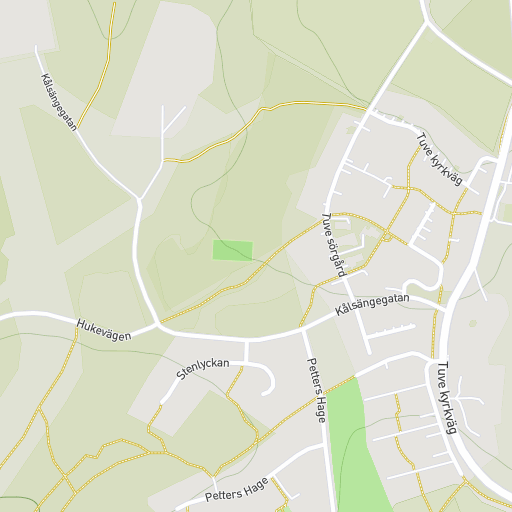 Kålsängegatan
Tuve kyrkväg
Tuve sörgård
Kålsängegatan
Hukevägen
Stenlyckan
Petters Hage
Tuve kyrkväg
Petters Hage